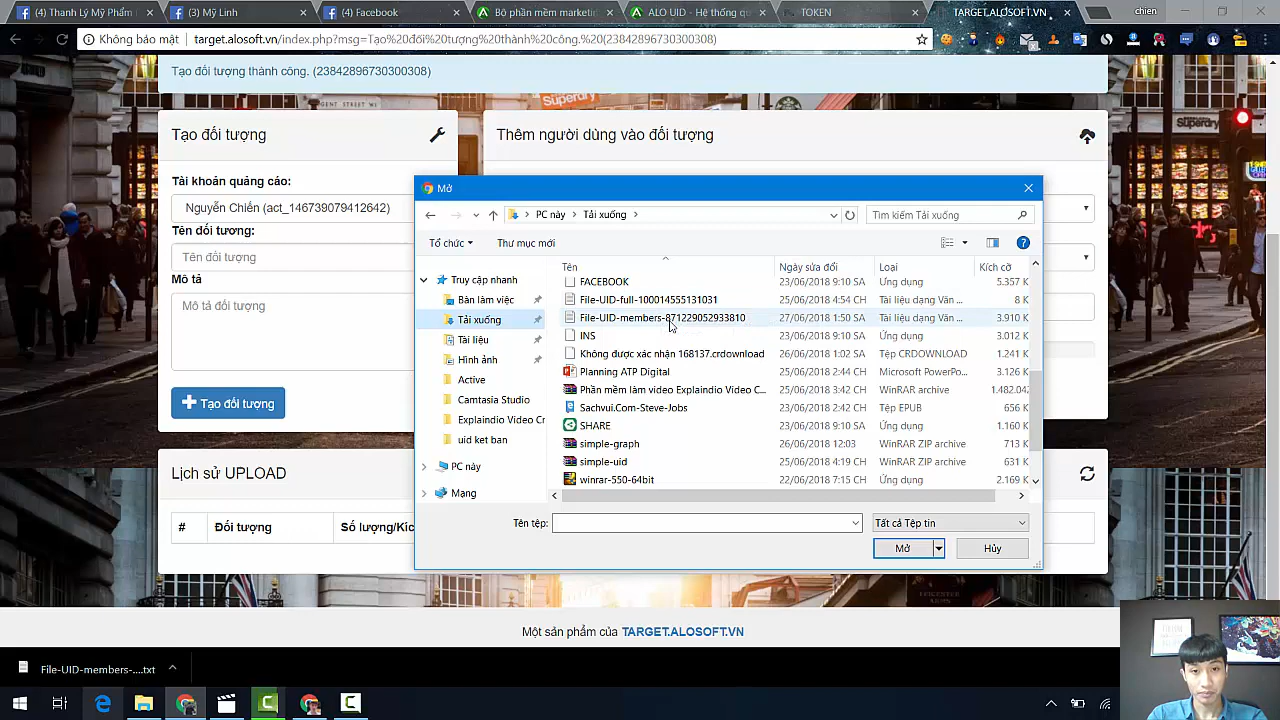 (4) Thanh Lý Mỹ Phẩm
(3) Mỹ Linh
(4) Facebook
Bộ phần mềm marketi
ALO UID - Hệ thống q
TOKEN
TARGET.ALOSOFT.VN
chien
Không bảo mật
target.alosoft.vn/index.php?msg=Tạo%20đối%20tượng%20thành%20công.%20(23842896730300308)
Tạo đối tượng thành công. (23842896730300308)
Tạo đối tượng
Thêm người dùng vào đối tượng
Tài khoản quảng cáo:
Nguyễn Chiến (act_146739079412642)
Tên đối tượng:
Tên đối tượng
Mô tả
Mô tả đối tượng
Tạo đối tượng
Lịch sử UPLOAD
# Đối tượng Số lượng/Kíc
Mở
PC này > Tải xuống >
Tìm kiếm Tải xuống
Tổ chức
Thư mục mới
Truy cập nhanh
Bàn làm việc
Tải xuống
Tài liệu
Hình ảnh
Active
Camtasia Studio
Explaindio Video Cr
uid ket ban
PC này
Mạng
Tên Ngày sửa đổi Loại Kích cỡ
FACEBOOK 23/06/2018 9:10 SA Ứng dụng 5.357 K
File-UID-full-100014555131031 25/06/2018 4:54 CH Tài liệu dạng Văn ... 8 K
File-UID-members-871229052933810 27/06/2018 1:50 SA Tài liệu dạng Văn ... 3.910 K
INS 23/06/2018 9:10 SA Ứng dụng 3.012 K
Không được xác nhận 168137.crdownload 26/06/2018 1:02 SA Tệp CRDOWNLOAD 1.241 K
Planning ATP Digital 25/06/2018 2:44 CH Microsoft PowerPo... 3.126 K
Phần mềm làm video Explaindio Video C... 25/06/2018 3:42 CH WinRAR archive 1.482.042
Sachvui.Com-Steve-Jobs 23/06/2018 2:42 CH Tệp EPUB 656 K
SHARE 23/06/2018 9:10 SA Ứng dụng 1.160 K
simple-graph 26/06/2018 12:03 WinRAR ZIP archive 713 K
simple-uid 25/06/2018 4:19 CH WinRAR ZIP archive 631 K
winrar-550-64bit 22/06/2018 7:15 CH Ứng dụng 2.169 K
Tên tệp:
Tất cả Tệp tin
Mở
Hủy
Một sản phẩm của TARGET.ALOSOFT.VN
File-UID-members-....txt